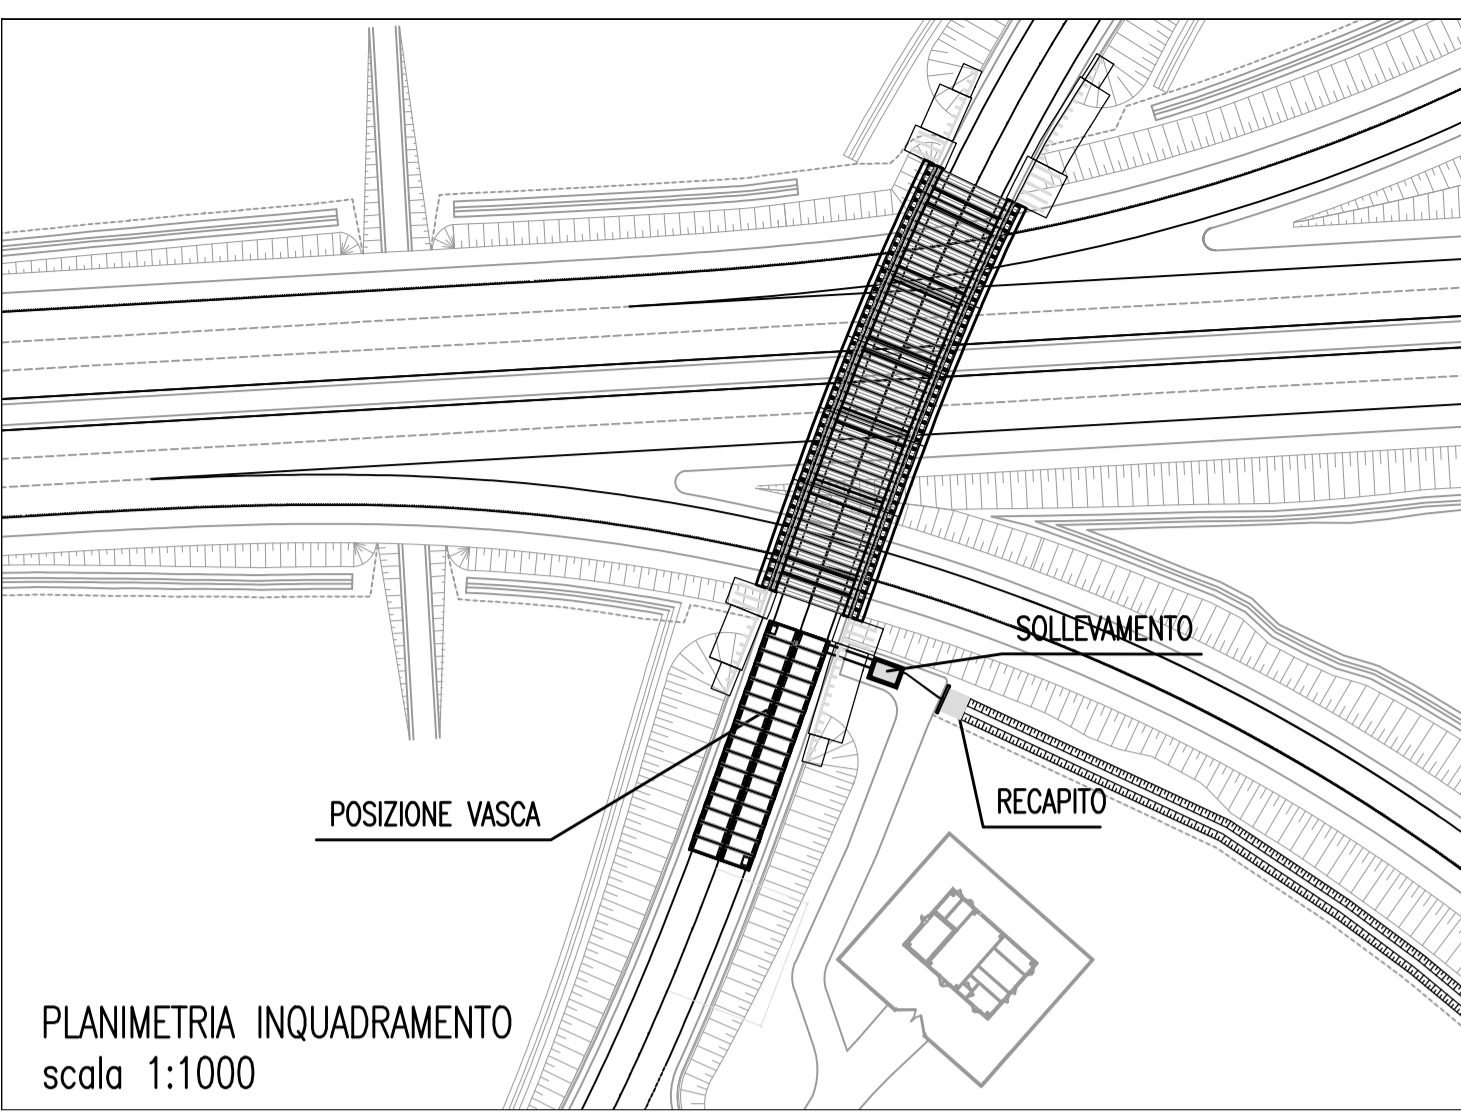 SOLLEVAMENTO
RECAPITO
POSIZIONE VASCA
PLANIMETRIA INQUADRAMENTO
scala 1:1000